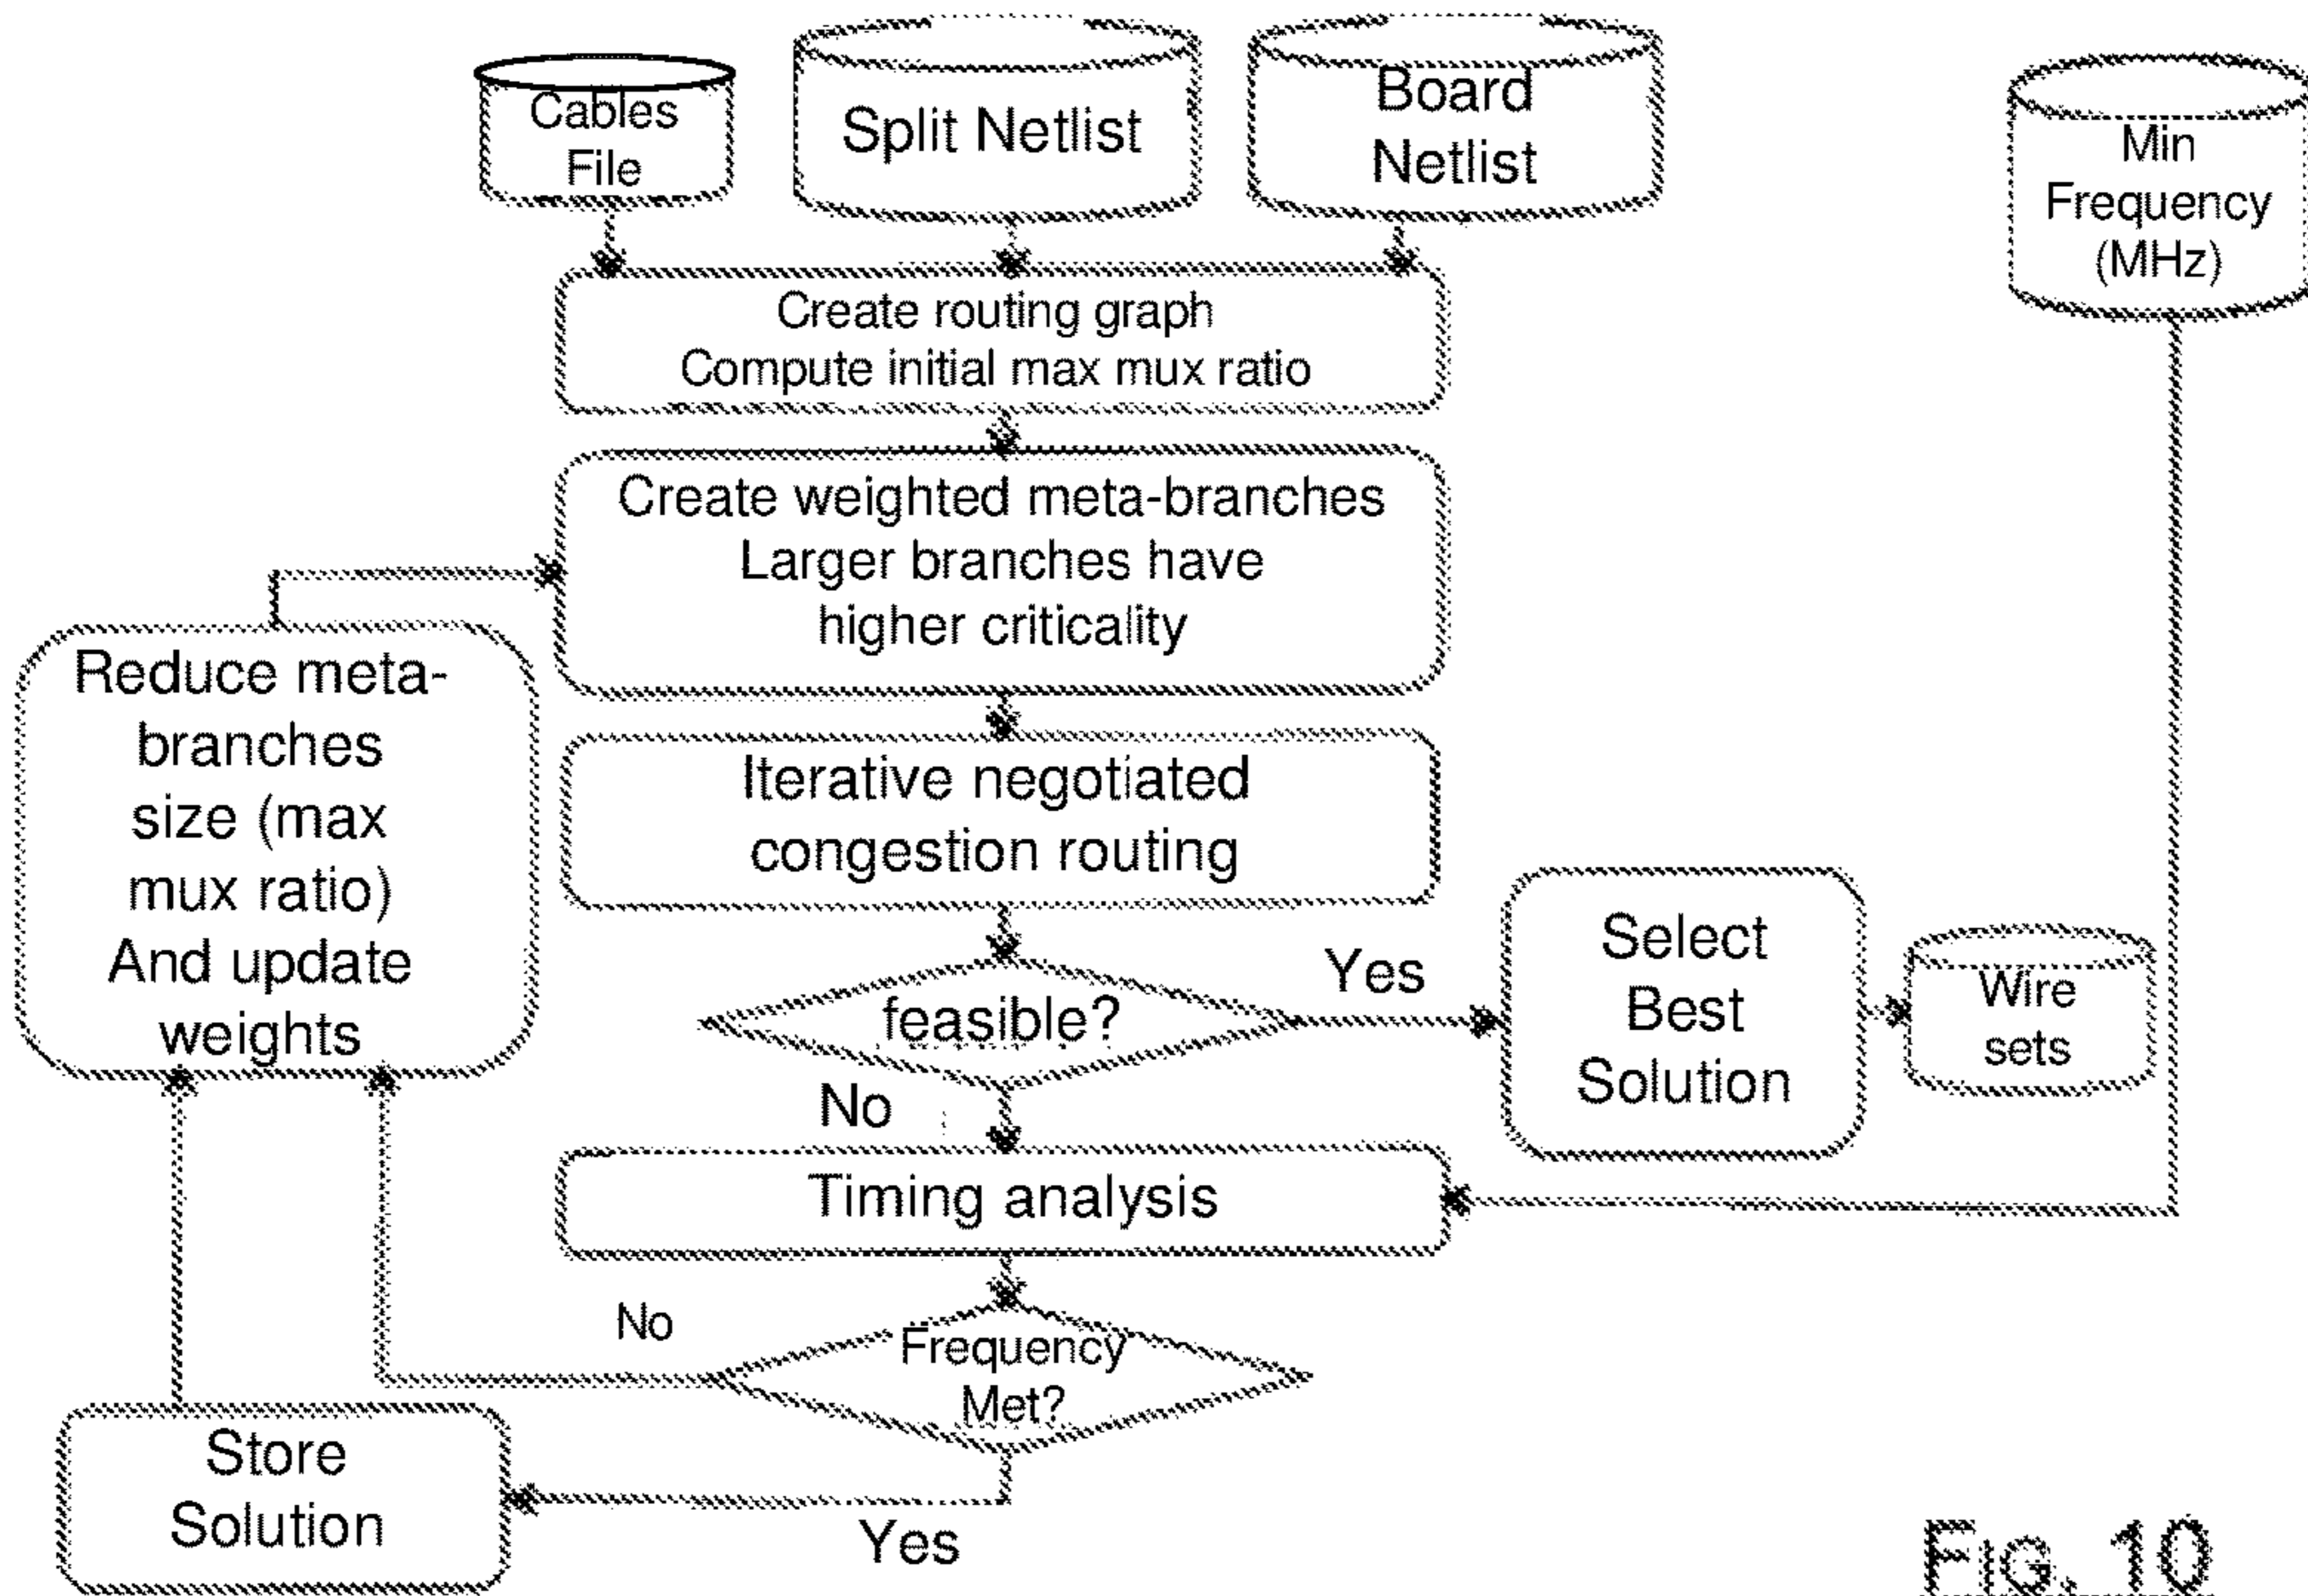 Cables
File
Split Netlist
Board
Netlist
Min
Frequency
(MHz)
Create routing graph
Compute initial max mux ratio
Create weighted meta-branches
Larger branches have
higher criticality
Reduce meta-
branches
size (max
mux ratio)
And update
weights
Iterative negotiated
congestion routing
feasible?
Yes
No
Select
Best
Solution
Wire
sets
Timing analysis
Frequency
Met?
No
Yes
Store
Solution
FIG. 10